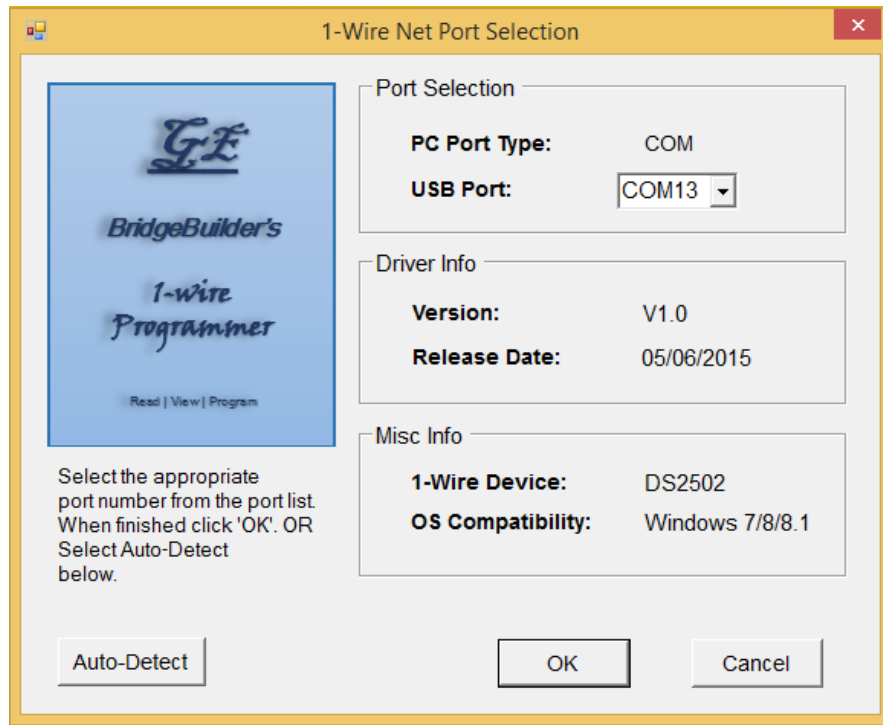 1-Wire Net Port Selection
GE
BridgeBuilder's
1-wire
Programmer
Read | View | Program
Select the appropriate
port number from the port list.
When finished click 'OK'. OR
Select Auto-Detect
below.
Port Selection
PC Port Type: COM
USB Port: COM13
Driver Info
Version: V1.0
Release Date: 05/06/2015
Misc Info
1-Wire Device: DS2502
OS Compatibility: Windows 7/8/8.1
Auto-Detect OK Cancel